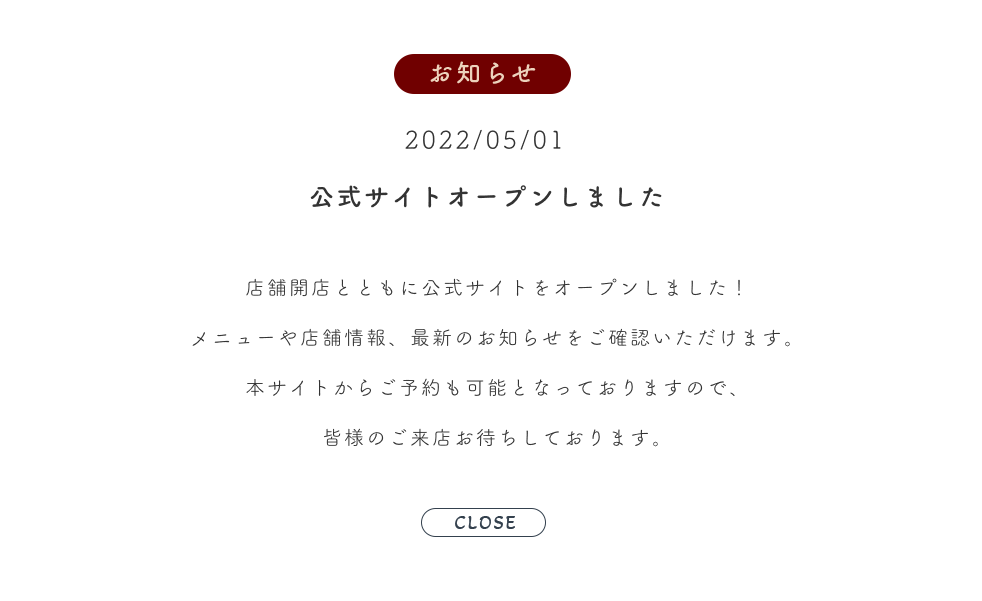 お知らせ
2022/05/01
公式サイトオープンしました
店舗開店とともに公式サイトをオープンしました！
メニューや店舗情報、最新のお知らせをご確認いただけます。
本サイトからご予約も可能となっておりますので、
皆様のご来店お待ちしております。
CLOSE